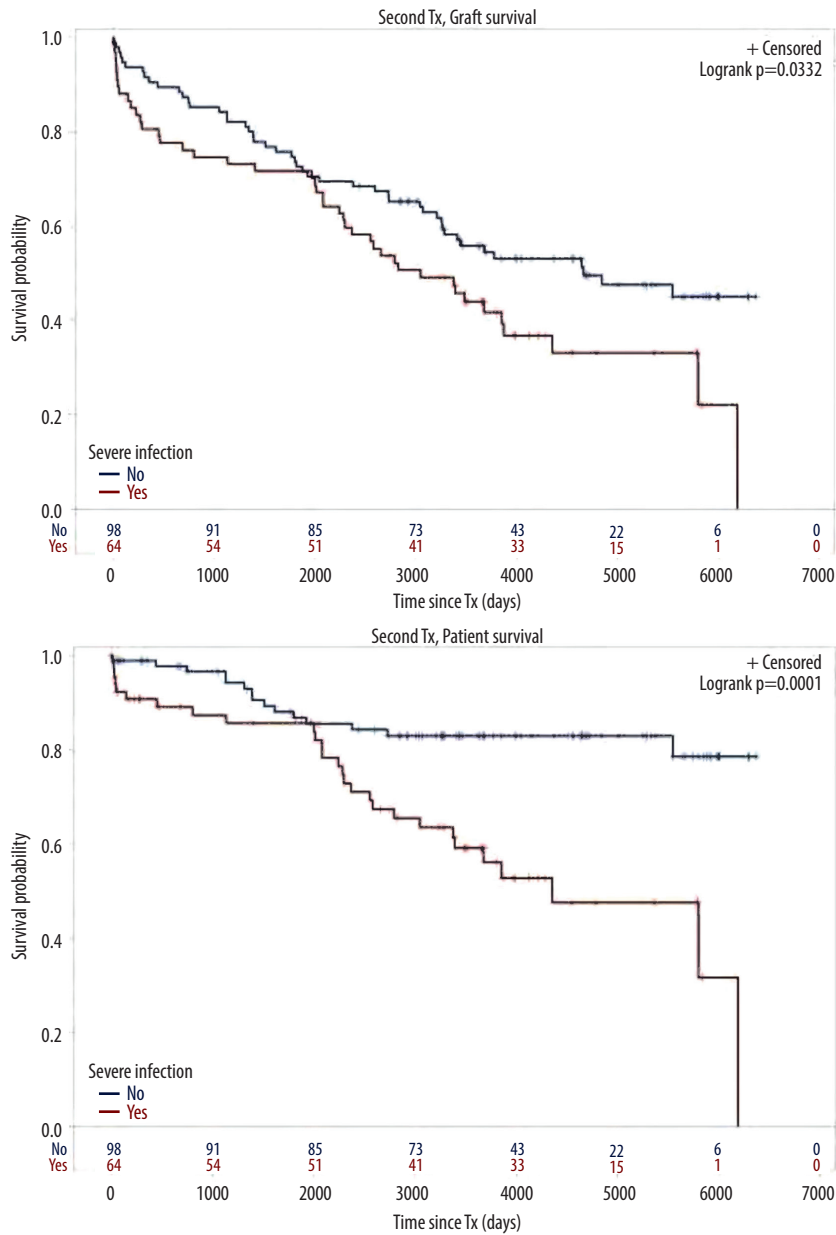 Second Tx, Graft survival
+ Censored
Logrank p=0.0332
1.0
0.8
0.6
0.4
0.2
0.0
Survival probability
Severe infection
No
Yes
No 98 91 85 73 43 22 6 0
Yes 64 54 51 41 33 15 1 0
0 1000 2000 3000 4000 5000 6000 7000
Time since Tx (days)
Second Tx, Patient survival
+ Censored
Logrank p=0.0001
1.0
0.8
0.6
0.4
0.2
0.0
Survival probability
Severe infection
No
Yes
No 98 91 85 73 43 22 6 0
Yes 64 54 51 41 33 15 1 0
0 1000 2000 3000 4000 5000 6000 7000
Time since Tx (days)